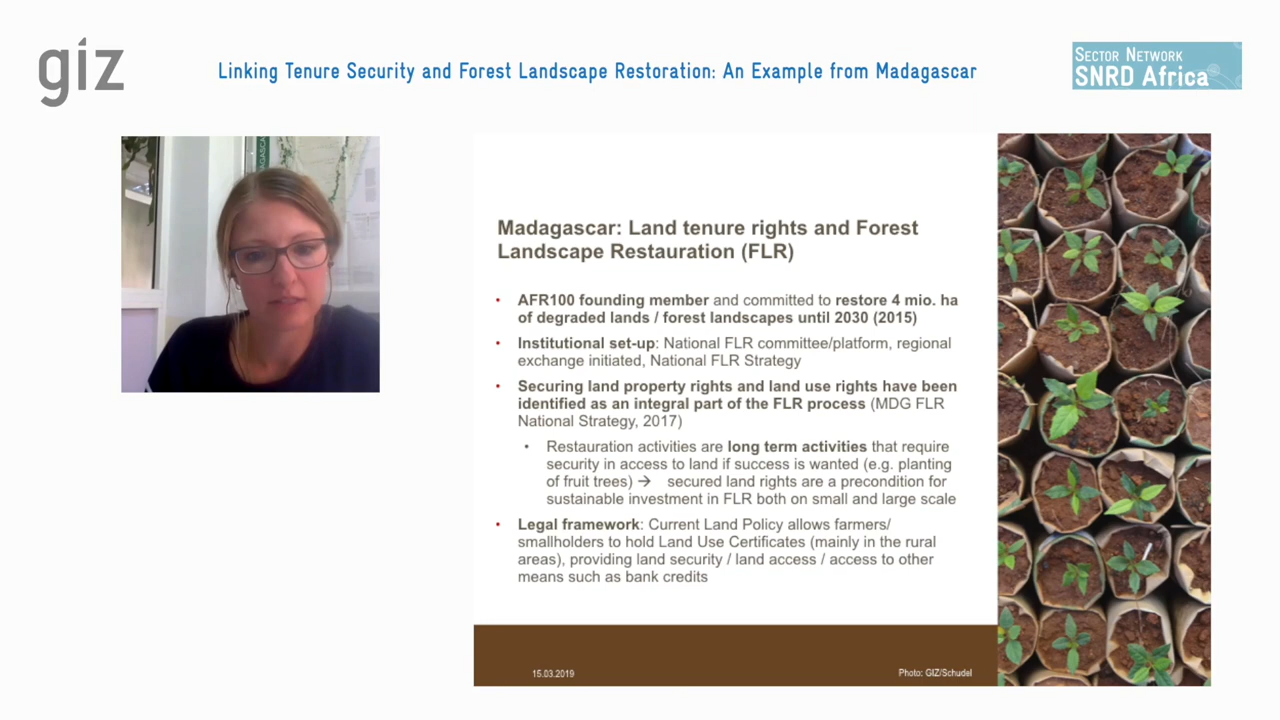 giz
Linking Tenure Security and Forest Landscape Restoration: An Example from Madagascar
Sector Network
SNRD Africa
MADAGASCA
Madagascar: Land tenure rights and Forest
Landscape Restauration (FLR)
• AFR100 founding member and committed to restore 4 mio. ha
of degraded lands / forest landscapes until 2030 (2015)
• Institutional set-up: National FLR committee/platform, regional
exchange initiated, National FLR Strategy
• Securing land property rights and land use rights have been
identified as an integral part of the FLR process (MDG FLR
National Strategy, 2017)
• Restauration activities are long term activities that require
security in access to land if success is wanted (e.g. planting
of fruit trees) → secured land rights are a precondition for
sustainable investment in FLR both on small and large scale
• Legal framework: Current Land Policy allows farmers/
smallholders to hold Land Use Certificates (mainly in the rural
areas), providing land security / land access / access to other
means such as bank credits
15.03.2019
Photo: GIZ/Schudel